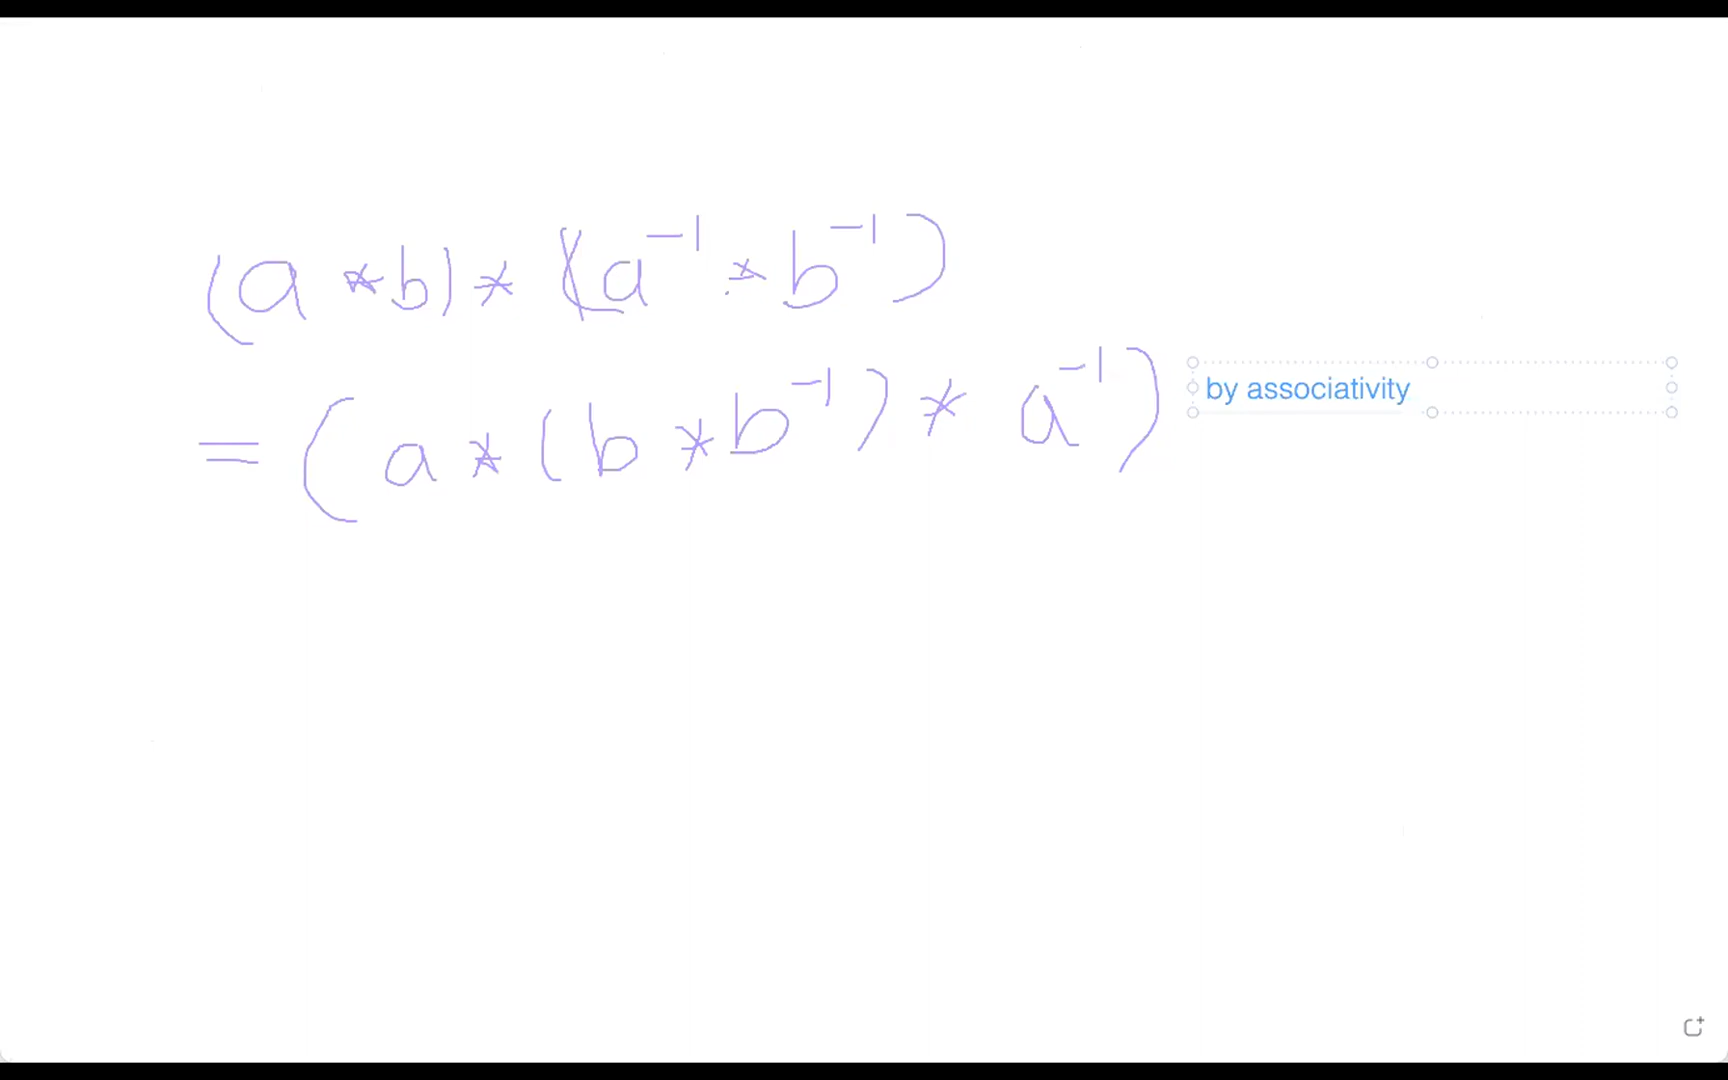 (a * b) * (a⁻¹ * b⁻¹)
= (a * (b * b⁻¹) * a⁻¹) by associativity